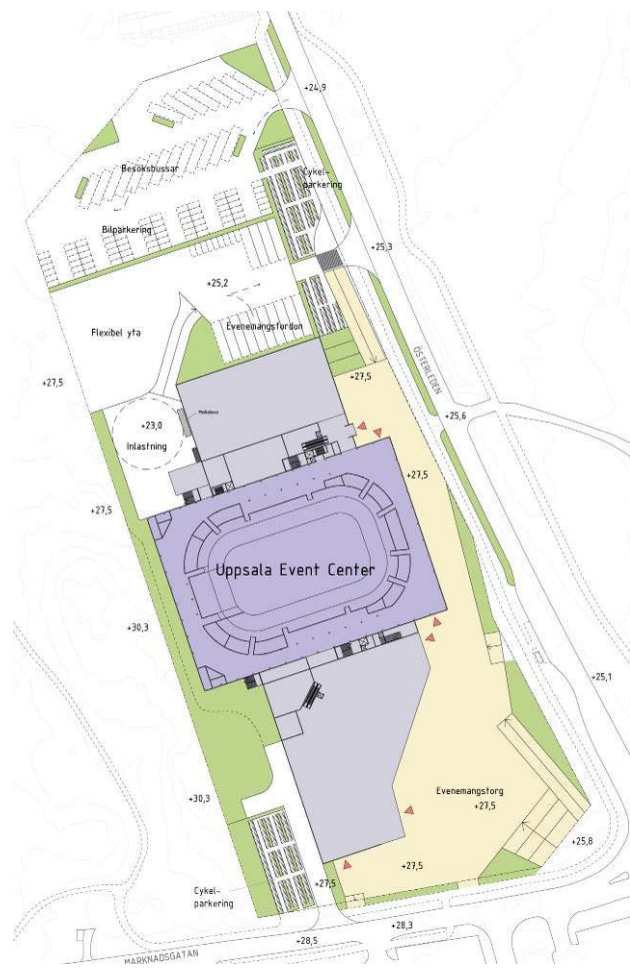 +24,9
Besöksbussar
Cykel-
parkering
Bilparkering
+25,3
+25,2
Evenemangsfordon
Flexibel yta
ÖSTERLEDEN
+27,5
+27,5
+25,6
+23,0
Inlastning
+27,5
+27,5
Uppsala Event Center
+30,3
+25,1
Evenemangstorg
+27,5
+30,3
+25,8
+27,5
Cykel-
parkering
+27,5
+28,3
+28,5
MARKNADSGATAN